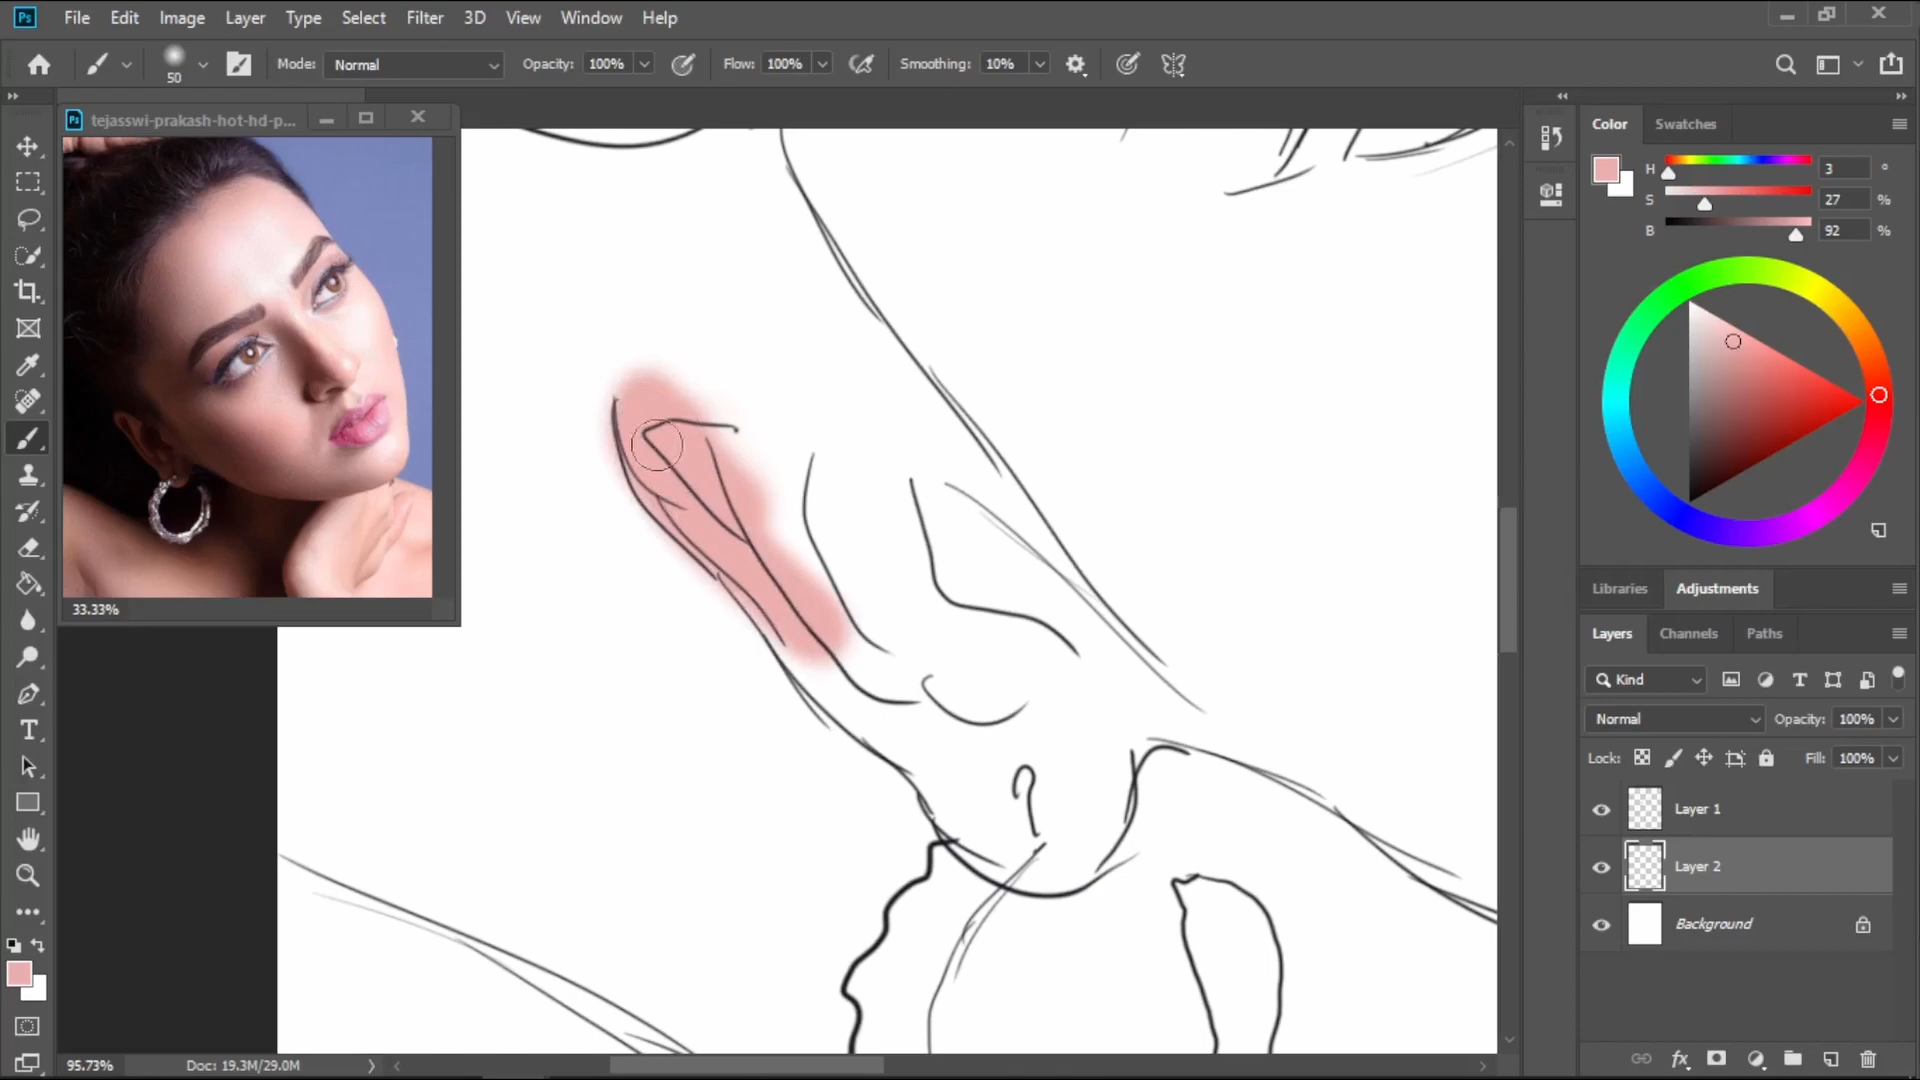 Ps File Edit Image Layer Type Select Filter 3D View Window Help
50 Mode: Normal Opacity: 100% Flow: 100% Smoothing: 10%
Ps tejasswi-prakash-hot-hd-p...
33.33%
Color Swatches
H 3 °
S 27 %
B 92 %
Libraries Adjustments
Layers Channels Paths
Kind
Normal Opacity: 100%
Lock: Fill: 100%
Layer 1
Layer 2
Background
95.73% Doc: 19.3M/29.0M